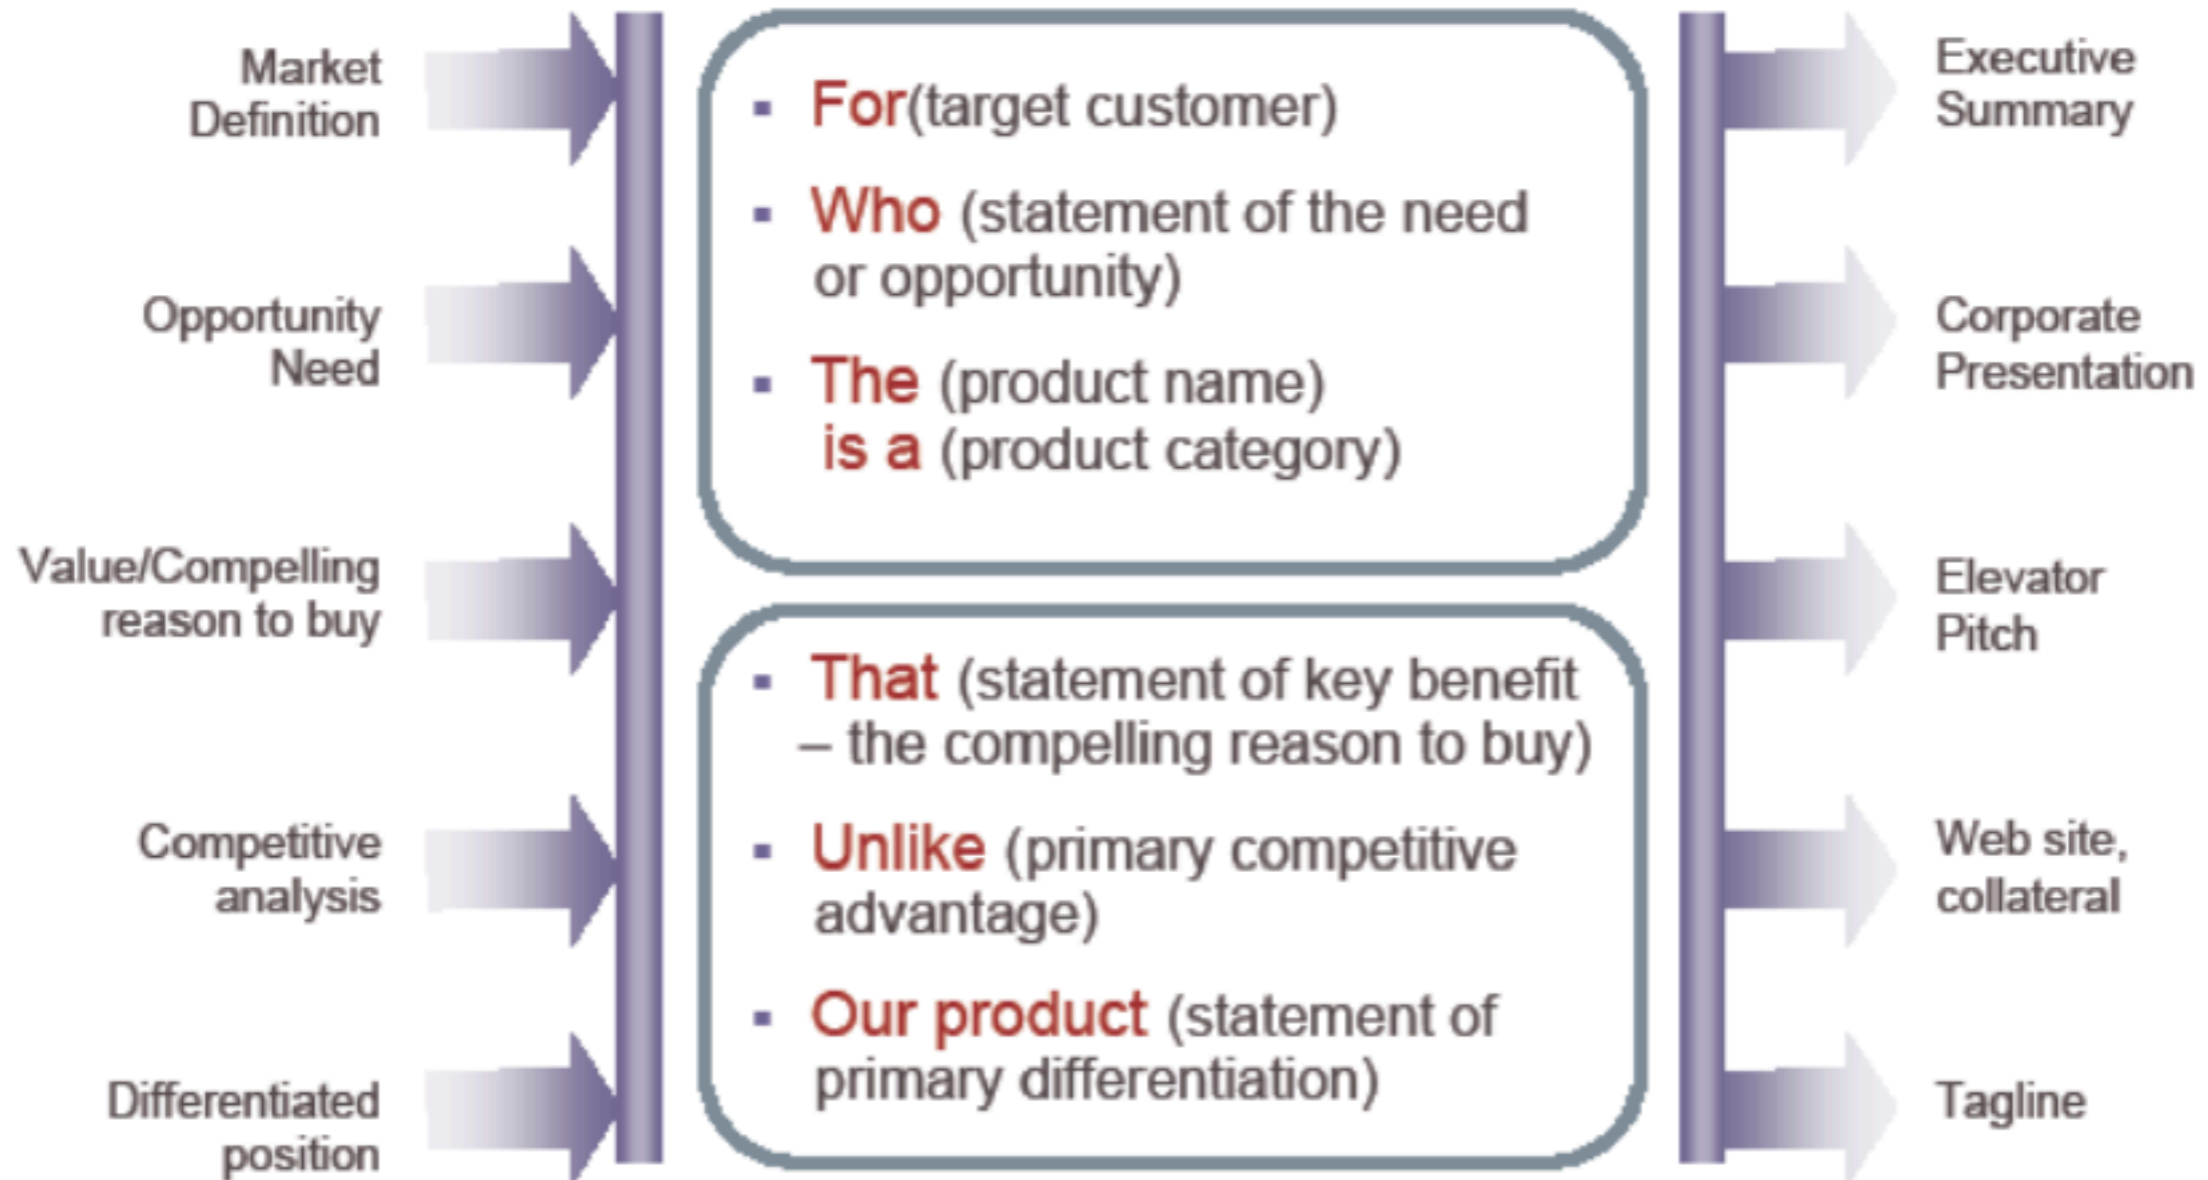 Market
Definition
Opportunity
Need
Value/Compelling
reason to buy
Competitive
analysis
Differentiated
position
▪ For(target customer)
▪ Who (statement of the need
or opportunity)
▪ The (product name)
is a (product category)
▪ That (statement of key benefit
– the compelling reason to buy)
▪ Unlike (primary competitive
advantage)
▪ Our product (statement of
primary differentiation)
Executive
Summary
Corporate
Presentation
Elevator
Pitch
Web site,
collateral
Tagline